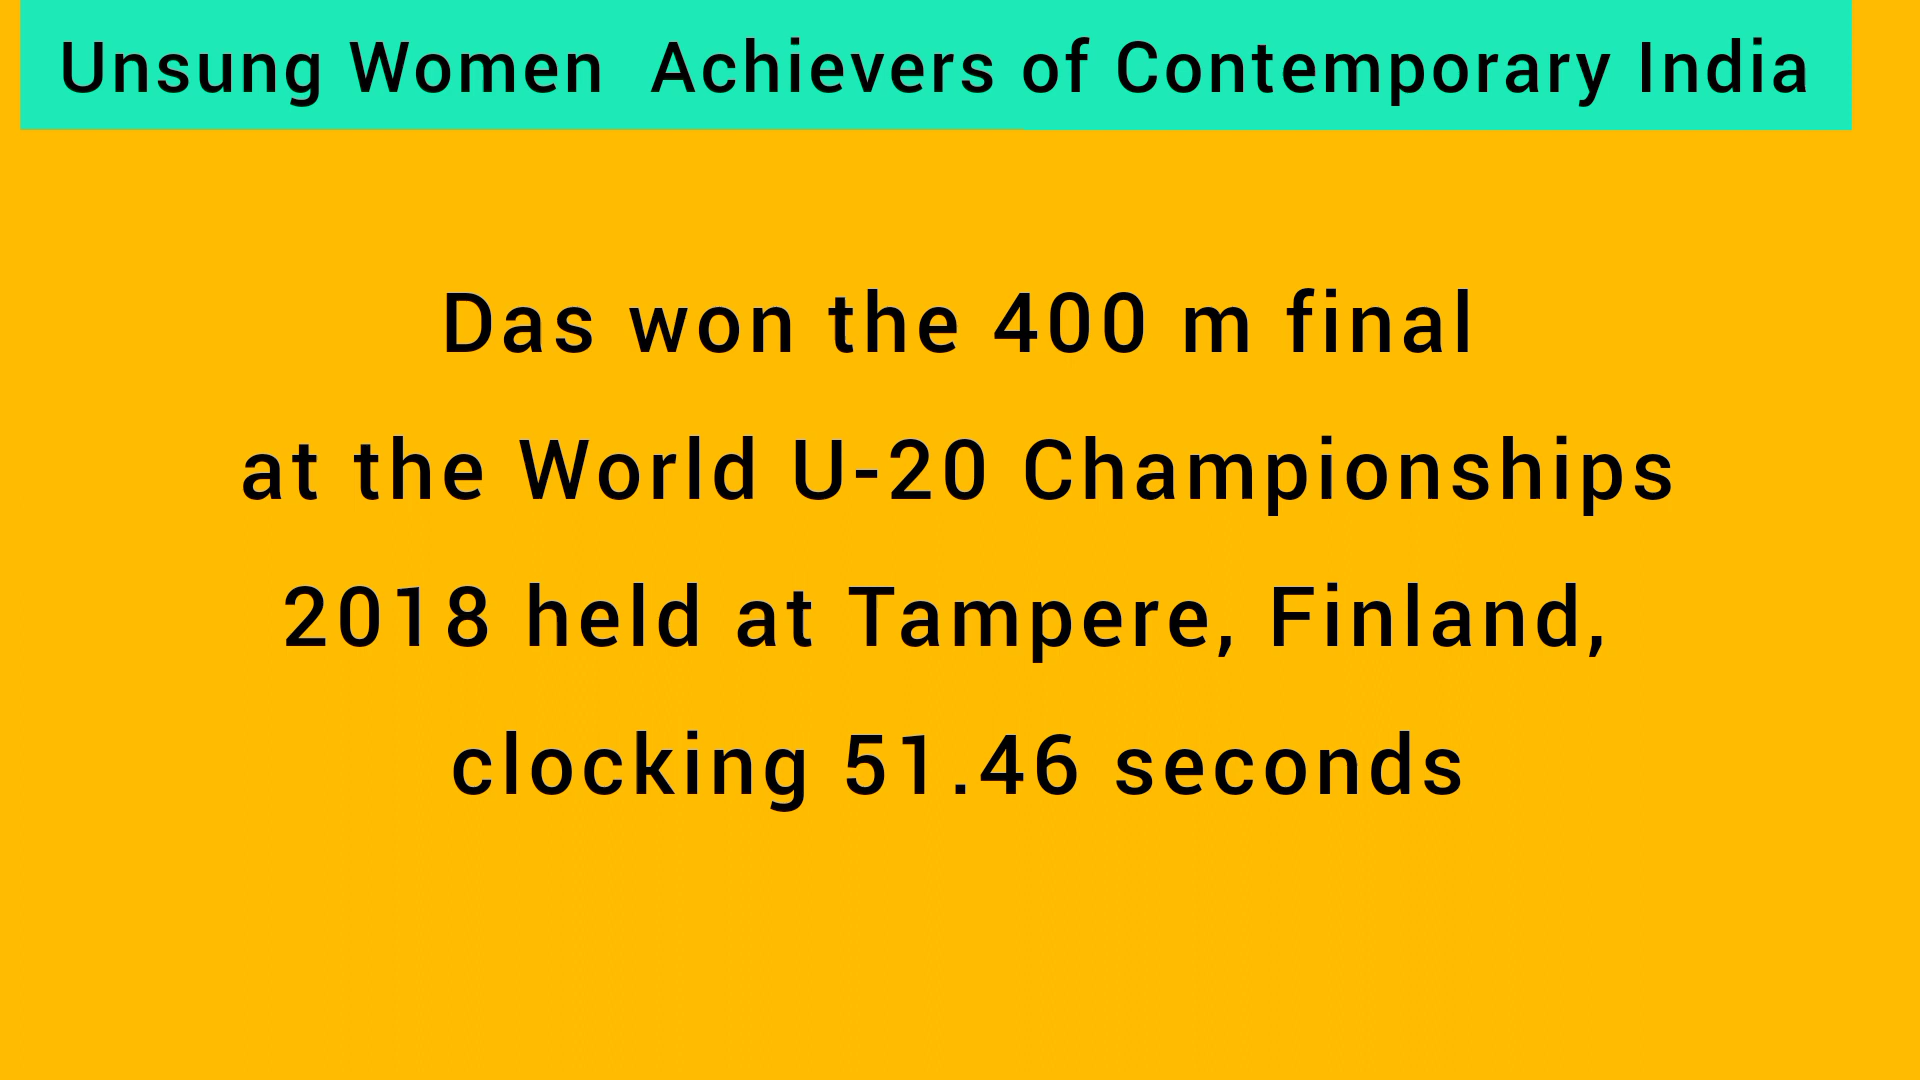 Unsung Women  Achievers of Contemporary India
Das won the 400 m final
at the World U-20 Championships
2018 held at Tampere, Finland,
clocking 51.46 seconds